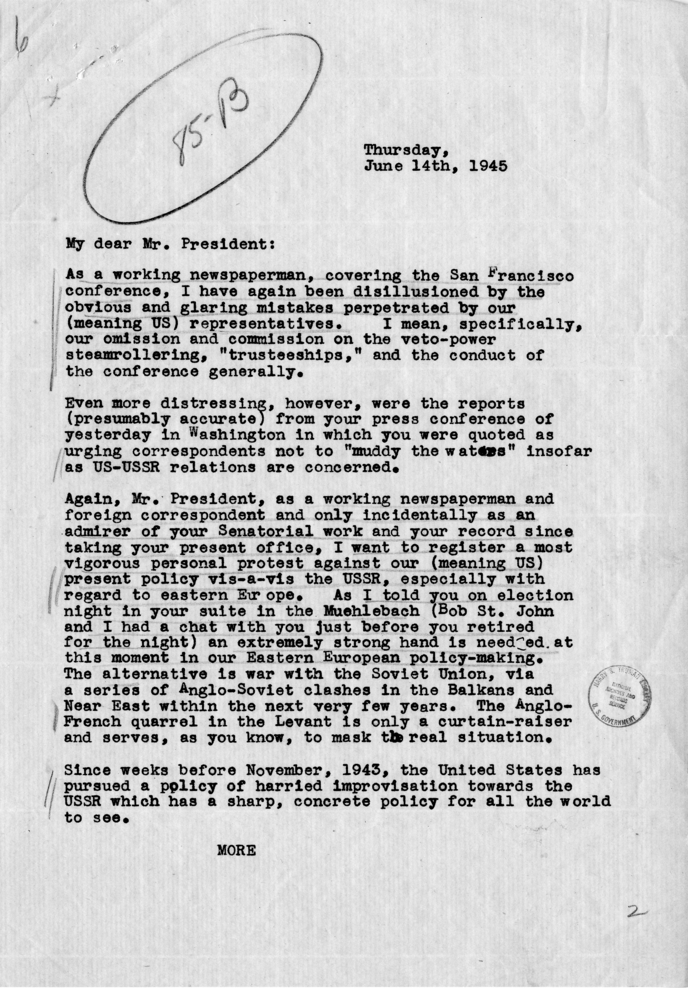 6
85-B
Thursday,
June 14th, 1945
My dear Mr. President:
As a working newspaperman, covering the San Francisco
conference, I have again been disillusioned by the
obvious and glaring mistakes perpetrated by our
(meaning US) representatives.  I mean, specifically,
our omission and commission on the veto-power
steamrollering, "trusteeships," and the conduct of
the conference generally.
Even more distressing, however, were the reports
(presumably accurate) from your press conference of
yesterday in Washington in which you were quoted as
urging correspondents not to "muddy the waters" insofar
as US-USSR relations are concerned.
Again, Mr. President, as a working newspaperman and
foreign correspondent and only incidentally as an
admirer of your Senatorial work and your record since
taking your present office, I want to register a most
vigorous personal protest against our (meaning US)
present policy vis-a-vis the USSR, especially with
regard to eastern Eur ope.  As I told you on election
night in your suite in the Muehlebach (Bob St. John
and I had a chat with you just before you retired
for the night) an extremely strong hand is needed at
this moment in our Eastern European policy-making.
The alternative is war with the Soviet Union, via
a series of Anglo-Soviet clashes in the Balkans and
Near East within the next very few years.  The Anglo-
French quarrel in the Levant is only a curtain-raiser
and serves, as you know, to mask the real situation.
Since weeks before November, 1943, the United States has
pursued a policy of harried improvisation towards the
USSR which has a sharp, concrete policy for all the world
to see.
MORE
2